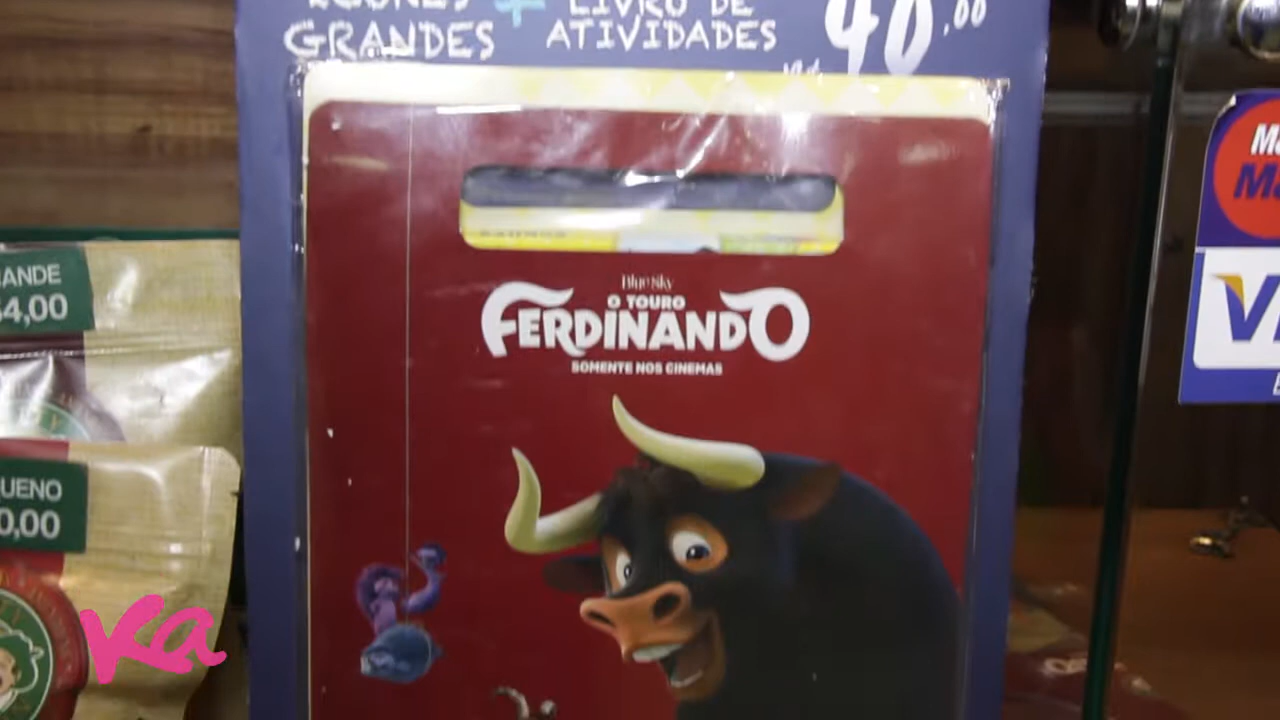 GRANDES
+
LIVRO DE
ATIVIDADES
40,00
Blue Sky
O TOURO
FERDINANDO
SOMENTE NOS CINEMAS
ANDE
4,00
UENO
0,00
Ka